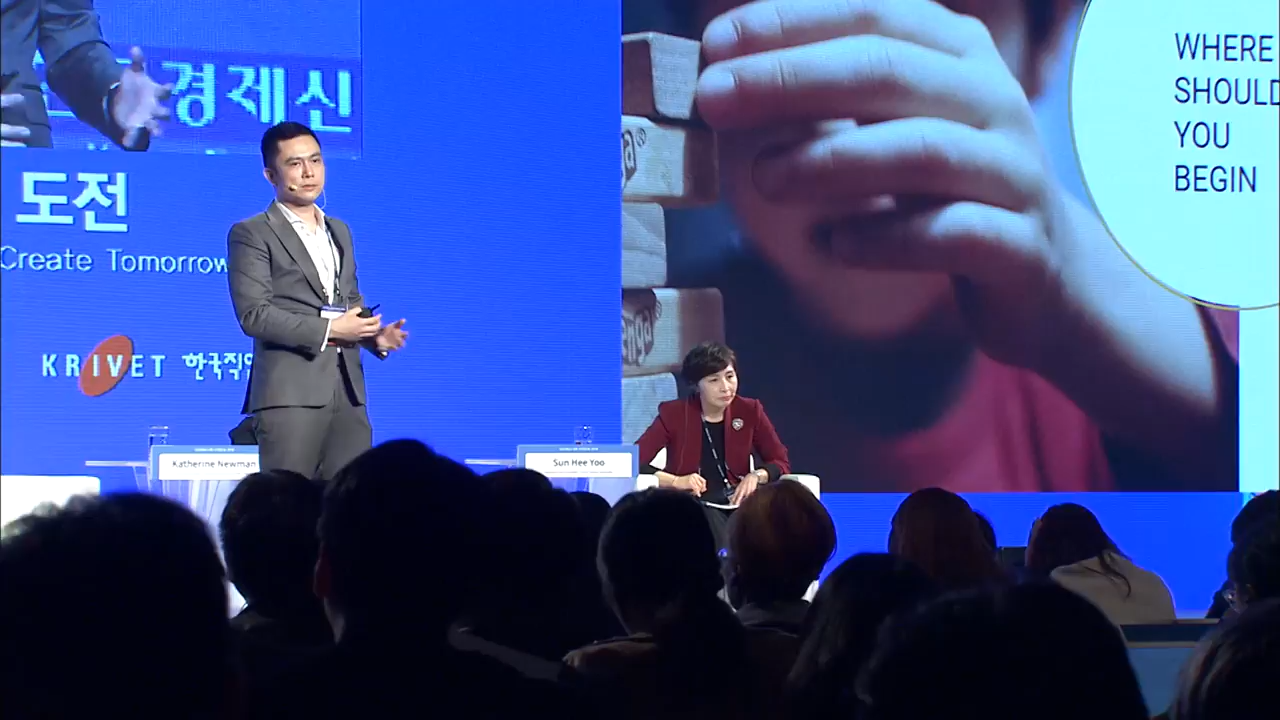 경제신
도전
Create Tomorrow
KRIVET 한국직업
WHERE
SHOULD
YOU
BEGIN
enga
Katherine Newman
Sun Hee Yoo